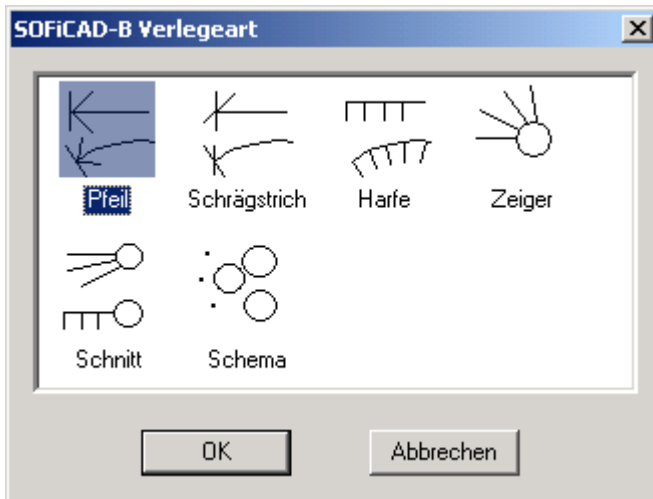 SOFiCAD-B Verlegeart
Pfeil
Schrägstrich
Harfe
Zeiger
Schnitt
Schema
OK
Abbrechen